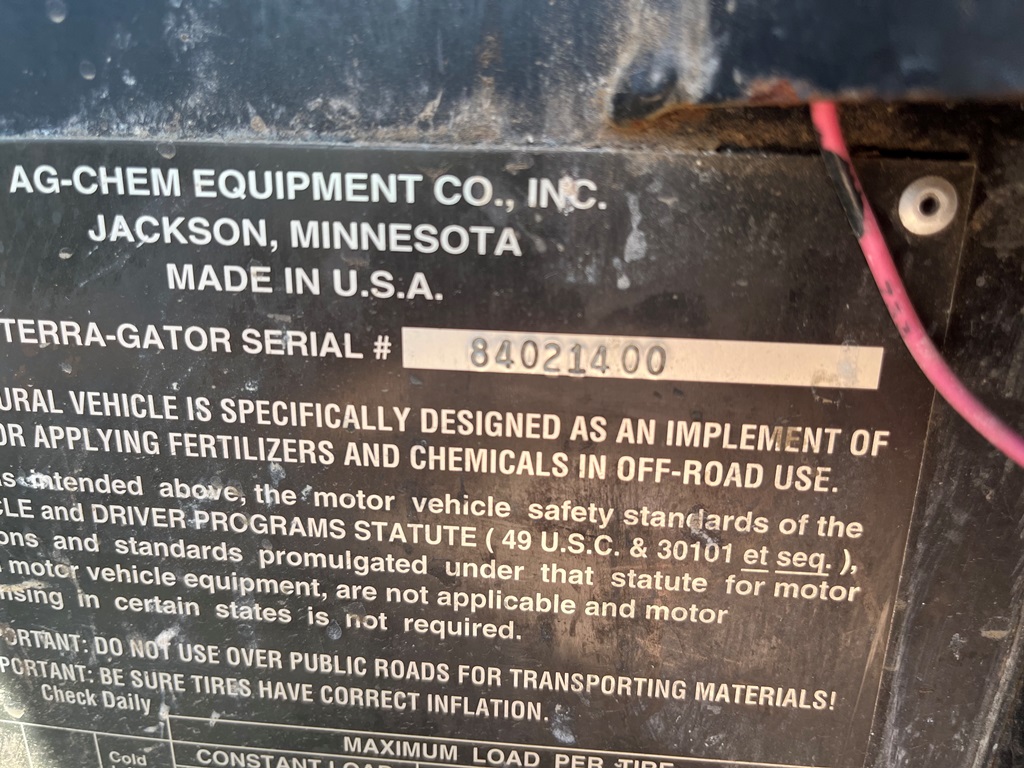 AG-CHEM EQUIPMENT CO., INC.
JACKSON, MINNESOTA
MADE IN U.S.A.
TERRA-GATOR SERIAL # 84021400
URAL VEHICLE IS SPECIFICALLY DESIGNED AS AN IMPLEMENT OF
OR APPLYING FERTILIZERS AND CHEMICALS IN OFF-ROAD USE.
as intended above, the motor vehicle safety standards of the
CLE and DRIVER PROGRAMS STATUTE ( 49 U.S.C. & 30101 et seq. ),
ons and standards promulgated under that statute for motor
motor vehicle equipment, are not applicable and motor
nsing in certain states is not required.
PORTANT: DO NOT USE OVER PUBLIC ROADS FOR TRANSPORTING MATERIALS!
PORTANT: BE SURE TIRES HAVE CORRECT INFLATION.
Check Daily
MAXIMUM LOAD PER TIRE
Cold CONSTANT LOAD